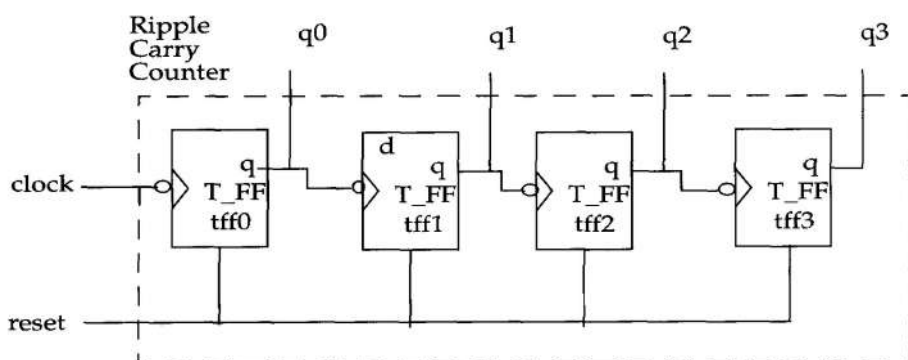 Ripple
Carry
Counter
q0
q1
q2
q3
clock
q
T_FF
tff0
d
q
T_FF
tff1
q
T_FF
tff2
q
T_FF
tff3
reset